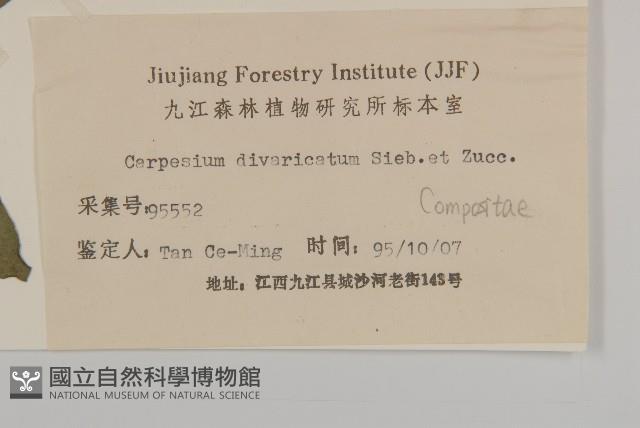 Jiujiang Forestry Institute (JJF)
九江森林植物研究所标本室
Carpesium divaricatum Sieb.et Zucc.
采集号:95552
Compositae
鉴定人: Tan Ce-Ming 时间: 95/10/07
地址: 江西九江县城沙河老街143号
國立自然科學博物館
NATIONAL MUSEUM OF NATURAL SCIENCE